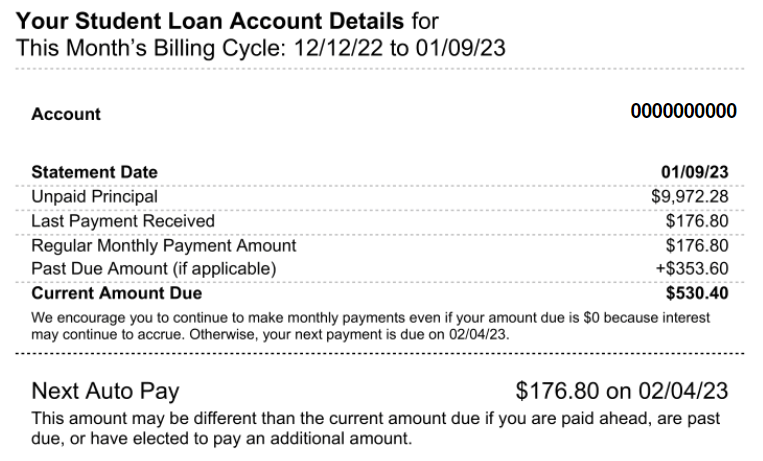 Your Student Loan Account Details for
This Month's Billing Cycle: 12/12/22 to 01/09/23
Account 0000000000
Statement Date 01/09/23
Unpaid Principal $9,972.28
Last Payment Received $176.80
Regular Monthly Payment Amount $176.80
Past Due Amount (if applicable) +$353.60
Current Amount Due $530.40
We encourage you to continue to make monthly payments even if your amount due is $0 because interest
may continue to accrue. Otherwise, your next payment is due on 02/04/23.
Next Auto Pay $176.80 on 02/04/23
This amount may be different than the current amount due if you are paid ahead, are past
due, or have elected to pay an additional amount.